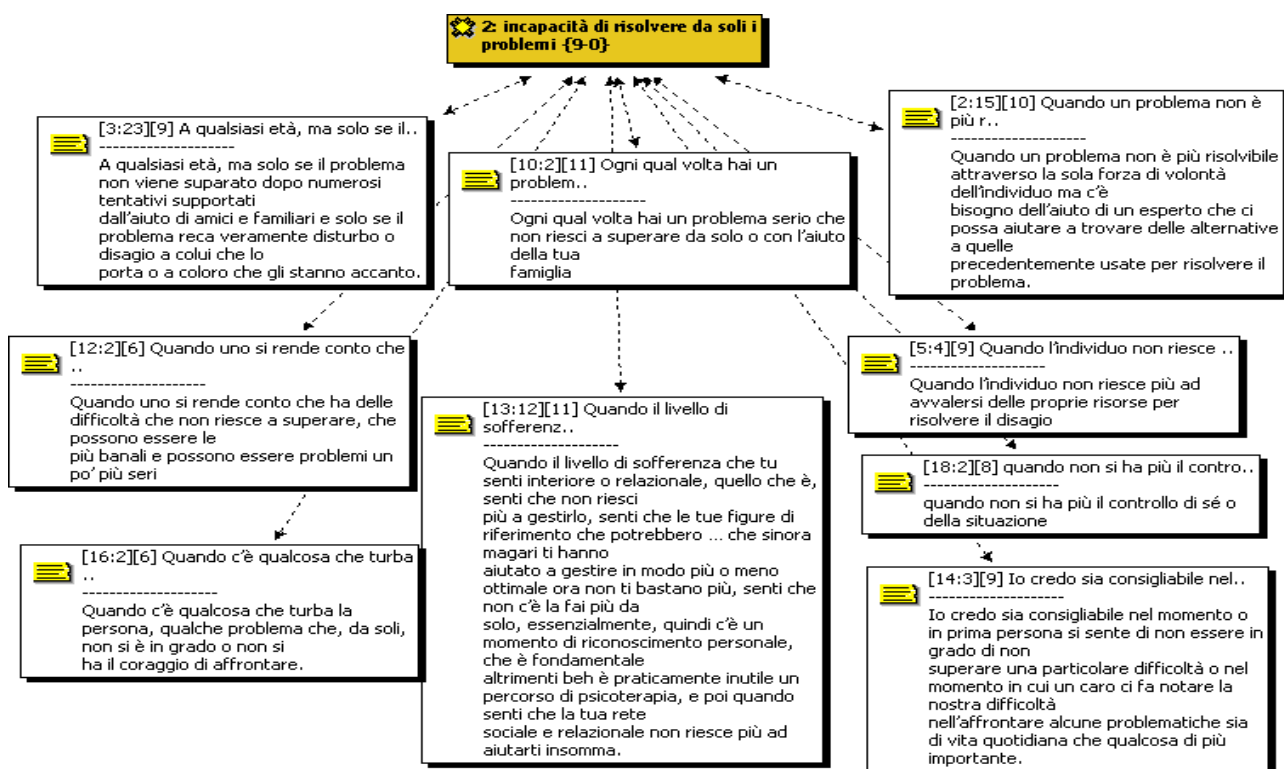 2: incapacità di risolvere da soli i
problemi {9-0}
[3:23][9] A qualsiasi età, ma solo se il..
--------------------
A qualsiasi età, ma solo se il problema
non viene suparato dopo numerosi
tentativi supportati
dall'aiuto di amici e familiari e solo se il
problema reca veramente disturbo o
disagio a colui che lo
porta o a coloro che gli stanno accanto.
[10:2][11] Ogni qual volta hai un
problem..
--------------------
Ogni qual volta hai un problema serio che
non riesci a superare da solo o con l'aiuto
della tua
famiglia
[2:15][10] Quando un problema non è
più r..
--------------------
Quando un problema non è più risolvibile
attraverso la sola forza di volontà
dell'individuo ma c'è
bisogno dell'aiuto di un esperto che ci
possa aiutare a trovare delle alternative
a quelle
precedentemente usate per risolvere il
problema.
[12:2][6] Quando uno si rende conto che
..
--------------------
Quando uno si rende conto che ha delle
difficoltà che non riesce a superare, che
possono essere le
più banali e possono essere problemi un
po' più seri
[13:12][11] Quando il livello di
sofferenz..
--------------------
Quando il livello di sofferenza che tu
senti interiore o relazionale, quello che è,
senti che non riesci
più a gestirlo, senti che le tue figure di
riferimento che potrebbero ... che sinora
magari ti hanno
aiutato a gestire in modo più o meno
ottimale ora non ti bastano più, senti che
non c'è la fai più da
solo, essenzialmente, quindi c'è un
momento di riconoscimento personale,
che è fondamentale
altrimenti beh è praticamente inutile un
percorso di psicoterapia, e poi quando
senti che la tua rete
sociale e relazionale non riesce più ad
aiutarti insomma.
[5:4][9] Quando l'individuo non riesce ..
--------------------
Quando l'individuo non riesce più ad
avvalersi delle proprie risorse per
risolvere il disagio
[18:2][8] quando non si ha più il contro..
--------------------
quando non si ha più il controllo di sé o
della situazione
[16:2][6] Quando c'è qualcosa che turba
..
--------------------
Quando c'è qualcosa che turba la
persona, qualche problema che, da soli,
non si è in grado o non si
ha il coraggio di affrontare.
[14:3][9] Io credo sia consigliabile nel..
--------------------
Io credo sia consigliabile nel momento o
in prima persona si sente di non essere in
grado di non
superare una particolare difficoltà o nel
momento in cui un caro ci fa notare la
nostra difficoltà
nell'affrontare alcune problematiche sia
di vita quotidiana che qualcosa di più
importante.